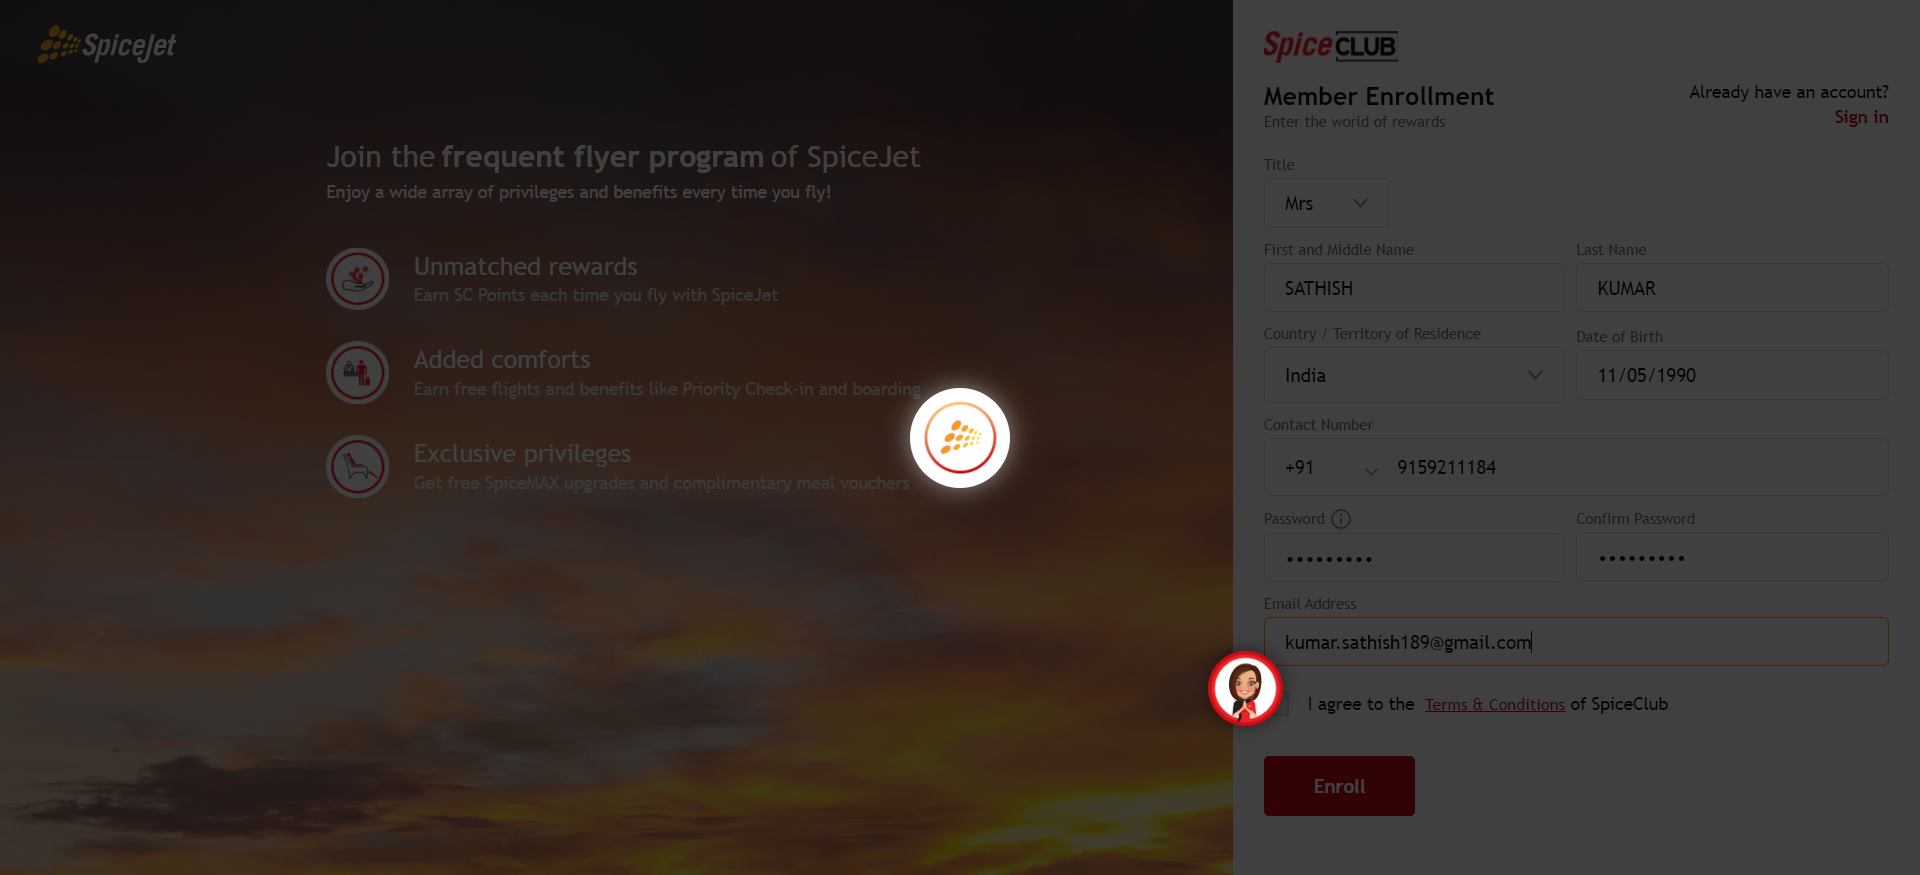 SpiceJet
Join the frequent flyer program of SpiceJet
Enjoy a wide array of privileges and benefits every time you fly!
Unmatched rewards
Earn SC Points each time you fly with SpiceJet
Added comforts
Earn free flights and benefits like Priority Check-in and boarding
Exclusive privileges
Get free SpiceMAX upgrades and complimentary meal vouchers
Spice CLUB
Member Enrollment
Enter the world of rewards
Already have an account?
Sign in
Title
Mrs
First and Middle Name
Last Name
SATHISH
KUMAR
Country / Territory of Residence
Date of Birth
India
11/05/1990
Contact Number
+91
9159211184
Password
Confirm Password
•••••••••
•••••••••
Email Address
kumar.sathish189@gmail.com
I agree to the Terms & Conditions of SpiceClub
Enroll